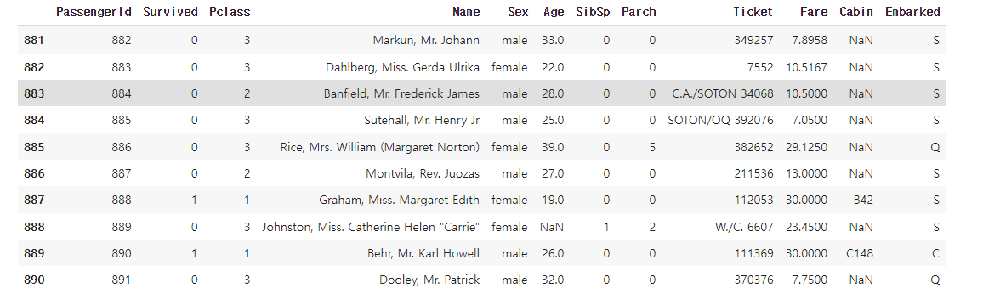 PassengerId Survived Pclass Name Sex Age SibSp Parch Ticket Fare Cabin Embarked
881 882 0 3 Markun, Mr. Johann male 33.0 0 0 349257 7.8958 NaN S
882 883 0 3 Dahlberg, Miss. Gerda Ulrika female 22.0 0 0 7552 10.5167 NaN S
883 884 0 2 Banfield, Mr. Frederick James male 28.0 0 0 C.A./SOTON 34068 10.5000 NaN S
884 885 0 3 Sutehall, Mr. Henry Jr male 25.0 0 0 SOTON/OQ 392076 7.0500 NaN S
885 886 0 3 Rice, Mrs. William (Margaret Norton) female 39.0 0 5 382652 29.1250 NaN Q
886 887 0 2 Montvila, Rev. Juozas male 27.0 0 0 211536 13.0000 NaN S
887 888 1 1 Graham, Miss. Margaret Edith female 19.0 0 0 112053 30.0000 B42 S
888 889 0 3 Johnston, Miss. Catherine Helen "Carrie" female NaN 1 2 W./C. 6607 23.4500 NaN S
889 890 1 1 Behr, Mr. Karl Howell male 26.0 0 0 111369 30.0000 C148 C
890 891 0 3 Dooley, Mr. Patrick male 32.0 0 0 370376 7.7500 NaN Q